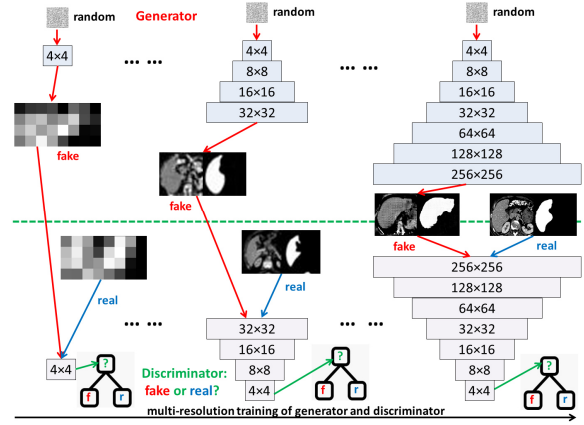 random Generator
random
random
4×4
... ...
4×4
8×8
16×16
32×32
... ...
4×4
8×8
16×16
32×32
64×64
128×128
256×256
fake
fake
fake
real
real
real
... ...
32×32
16×16
8×8
4×4
... ...
256×256
128×128
64×64
32×32
16×16
8×8
4×4
4×4
?
f r
Discriminator:
fake or real?
?
f r
?
f r
multi-resolution training of generator and discriminator